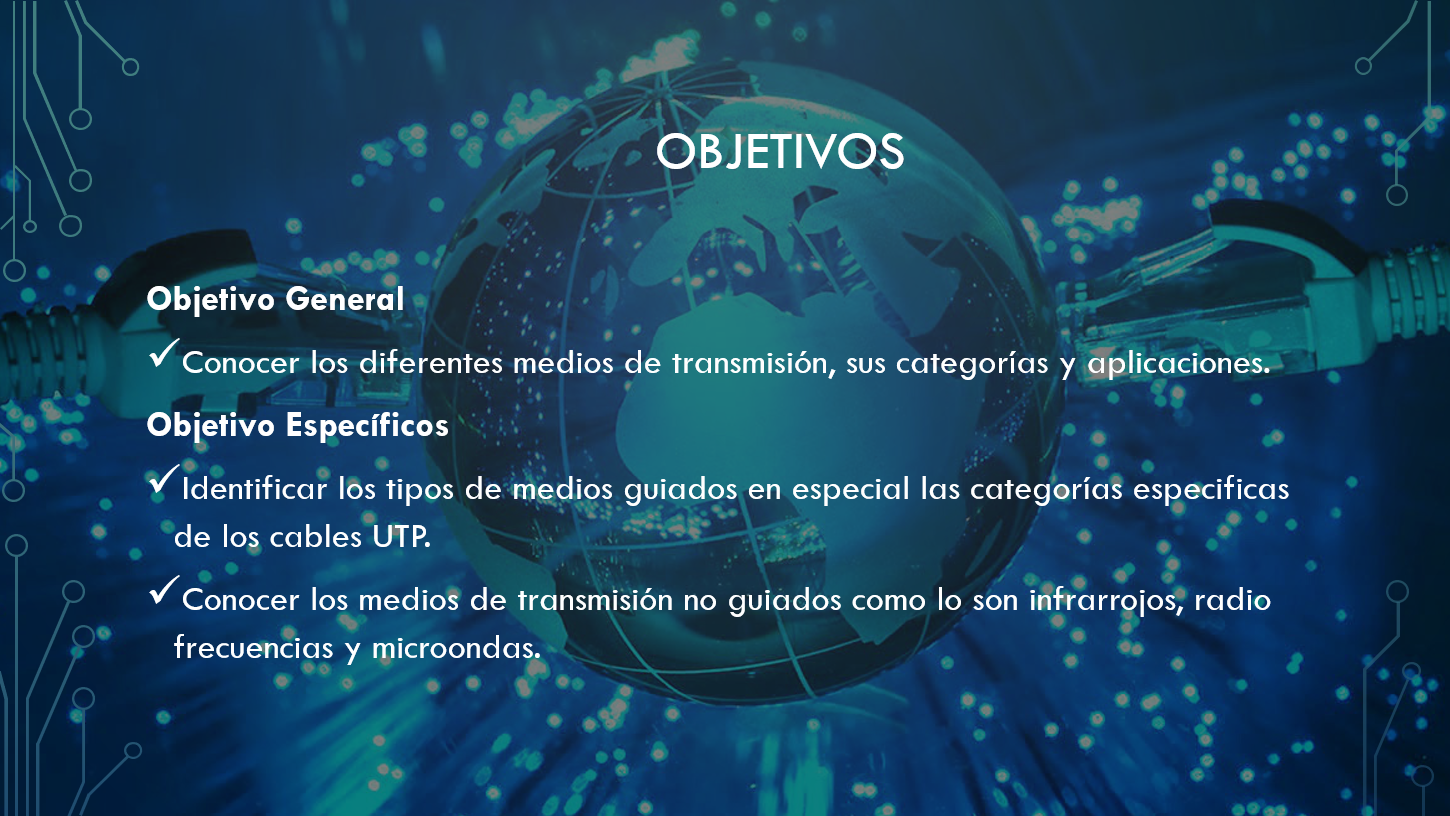 OBJETIVOS
Objetivo General
✓Conocer los diferentes medios de transmisión, sus categorías y aplicaciones.
Objetivo Específicos
✓Identificar los tipos de medios guiados en especial las categorías especificas
de los cables UTP.
✓Conocer los medios de transmisión no guiados como lo son infrarrojos, radio
frecuencias y microondas.